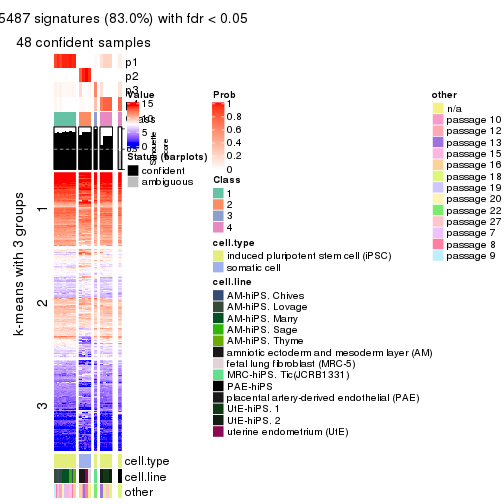 5487 signatures (83.0%) with fdr < 0.05
48 confident samples
p1
p2
p3
Value
15
10
5
0
Silhouette
score
Status (barplots)
confident
ambiguous
k-means with 3 groups
1
2
3
cell.type
cell.line
other
Prob
1
0.8
0.6
0.4
0.2
0
Class
1
2
3
4
cell.type
induced pluripotent stem cell (iPSC)
somatic cell
cell.line
AM-hiPS. Chives
AM-hiPS. Lovage
AM-hiPS. Marry
AM-hiPS. Sage
AM-hiPS. Thyme
amniotic ectoderm and mesoderm layer (AM)
fetal lung fibroblast (MRC-5)
MRC-hiPS. Tic(JCRB1331)
PAE-hiPS
placental artery-derived endothelial (PAE)
UtE-hiPS. 1
UtE-hiPS. 2
uterine endometrium (UtE)
other
n/a
passage 10
passage 12
passage 13
passage 15
passage 16
passage 18
passage 19
passage 20
passage 22
passage 27
passage 7
passage 8
passage 9